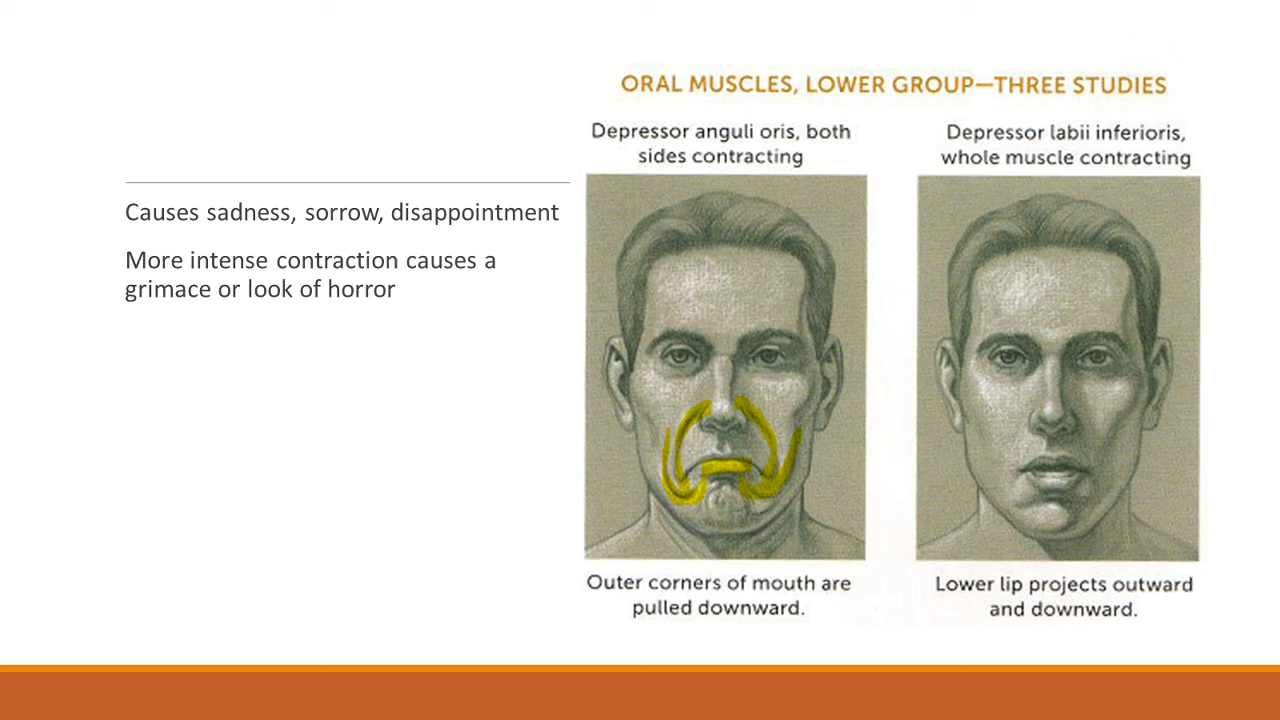 Causes sadness, sorrow, disappointment
More intense contraction causes a
grimace or look of horror
ORAL MUSCLES, LOWER GROUP—THREE STUDIES
Depressor anguli oris, both
sides contracting
Outer corners of mouth are
pulled downward.
Depressor labii inferioris,
whole muscle contracting
Lower lip projects outward
and downward.